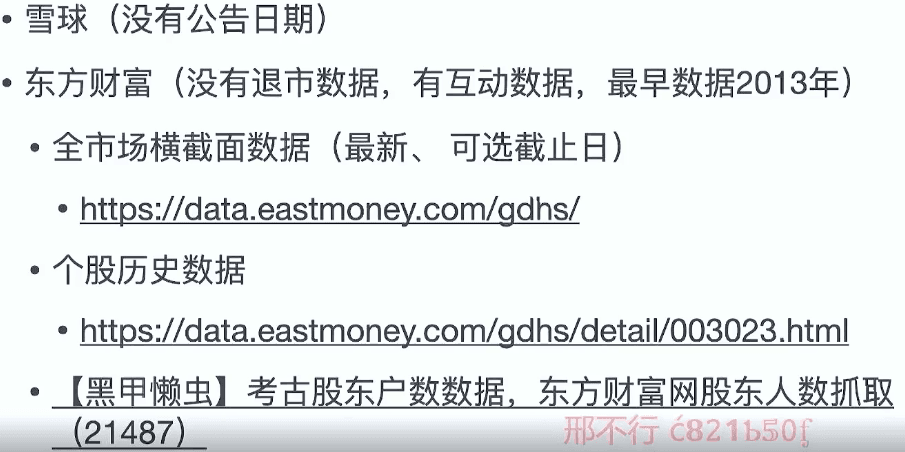 • 雪球（没有公告日期）
• 东方财富（没有退市数据，有互动数据，最早数据2013年）
• 全市场横截面数据（最新、 可选截止日）
• https://data.eastmoney.com/gdhs/
• 个股历史数据
• https://data.eastmoney.com/gdhs/detail/003023.html
• 【黑甲懒虫】考古股东户数数据，东方财富网股东人数抓取
（21487）
邢不行